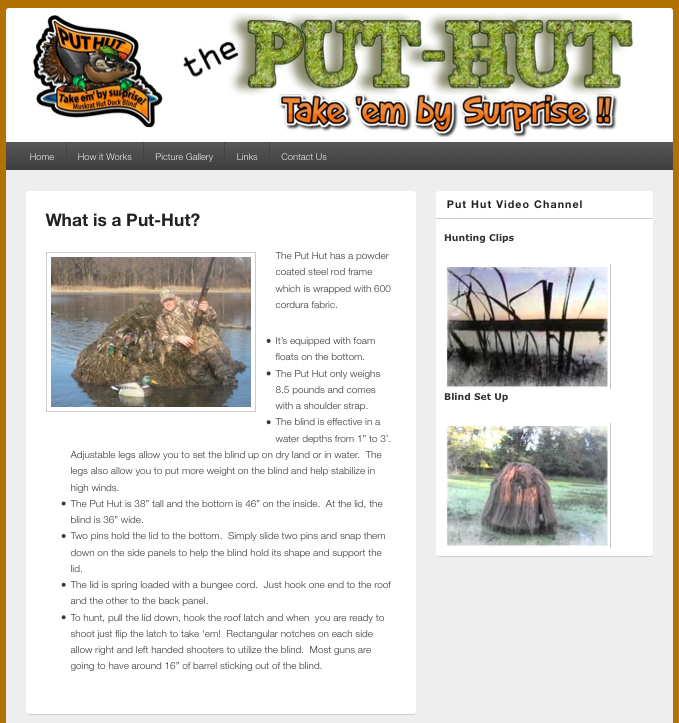 PUT HUT
Take em' by surprise!
Muskrat Hut Duck Blind
the PUT-HUT
Take 'em by Surprise !!
Home
How it Works
Picture Gallery
Links
Contact Us
What is a Put-Hut?
The Put Hut has a powder
coated steel rod frame
which is wrapped with 600
cordura fabric.
It's equipped with foam
floats on the bottom.
The Put Hut only weighs
8.5 pounds and comes
with a shoulder strap.
The blind is effective in a
water depths from 1” to 3’.
Adjustable legs allow you to set the blind up on dry land or in water.  The
legs also allow you to put more weight on the blind and help stabilize in
high winds.
The Put Hut is 38” tall and the bottom is 46” on the inside.  At the lid, the
blind is 36” wide.
Two pins hold the lid to the bottom.  Simply slide two pins and snap them
down on the side panels to help the blind hold its shape and support the
lid.
The lid is spring loaded with a bungee cord.  Just hook one end to the roof
and the other to the back panel.
To hunt, pull the lid down, hook the roof latch and when  you are ready to
shoot just flip the latch to take ‘em!  Rectangular notches on each side
allow right and left handed shooters to utilize the blind.  Most guns are
going to have around 16” of barrel sticking out of the blind.
Put Hut Video Channel
Hunting Clips
Blind Set Up